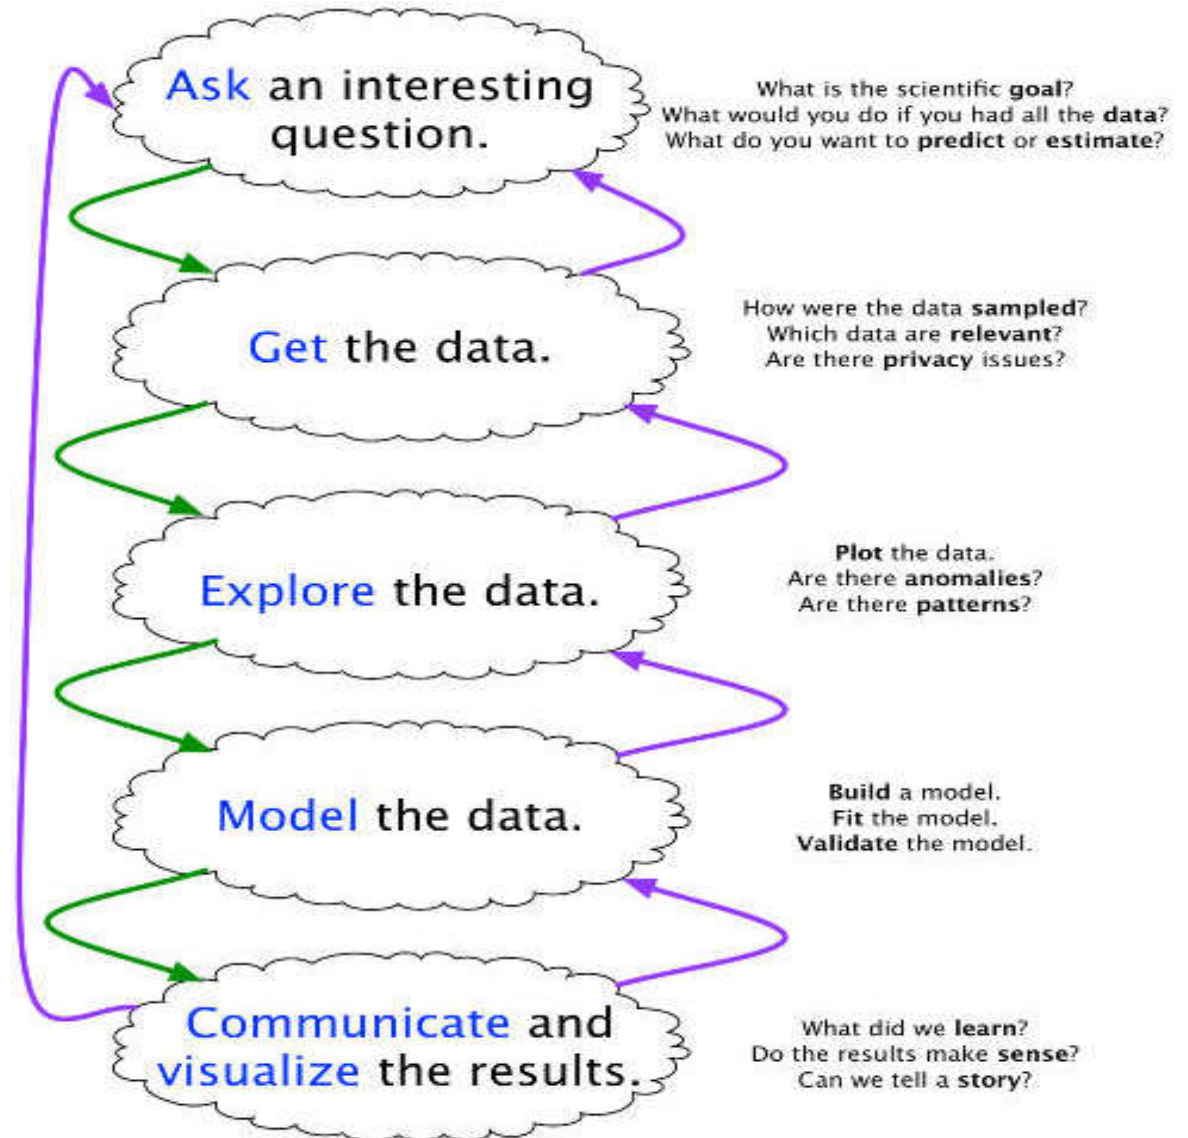 Ask an interesting
question.
What is the scientific goal?
What would you do if you had all the data?
What do you want to predict or estimate?
Get the data.
How were the data sampled?
Which data are relevant?
Are there privacy issues?
Explore the data.
Plot the data.
Are there anomalies?
Are there patterns?
Model the data.
Build a model.
Fit the model.
Validate the model.
Communicate and
visualize the results.
What did we learn?
Do the results make sense?
Can we tell a story?